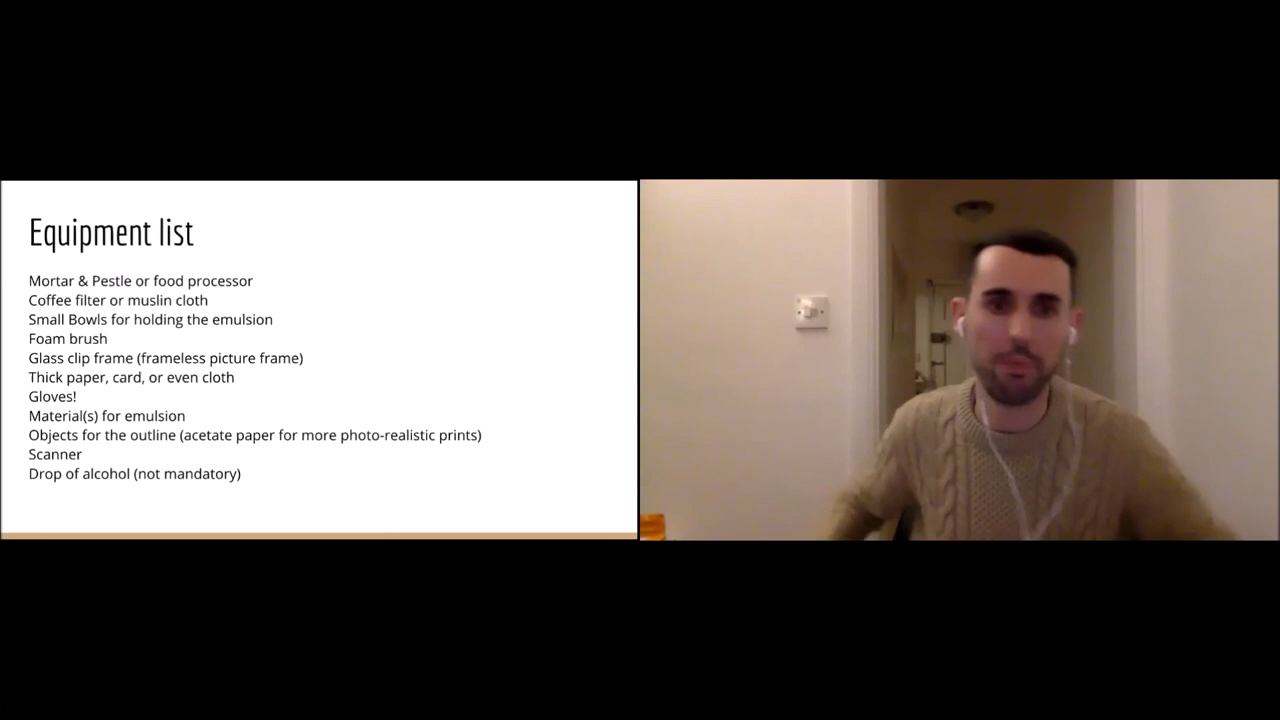 Equipment list
Mortar & Pestle or food processor
Coffee filter or muslin cloth
Small Bowls for holding the emulsion
Foam brush
Glass clip frame (frameless picture frame)
Thick paper, card, or even cloth
Gloves!
Material(s) for emulsion
Objects for the outline (acetate paper for more photo-realistic prints)
Scanner
Drop of alcohol (not mandatory)